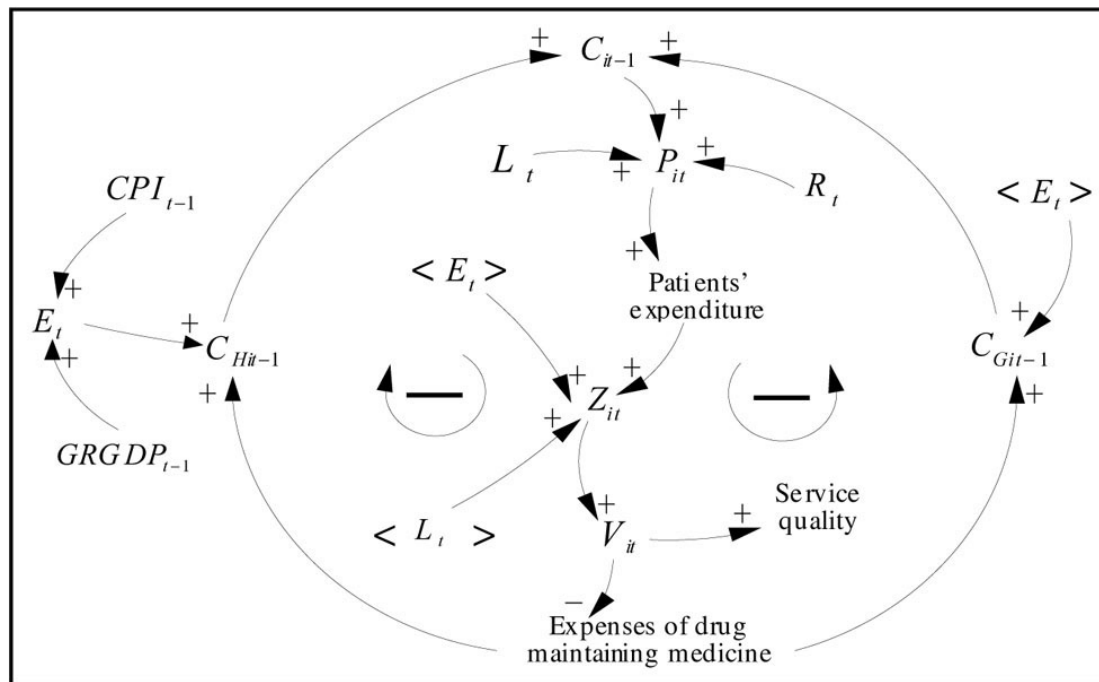 + C_{it-1} +
+
L_t + P_{it} + R_t
CPI_{t-1}
< E_t >
+
< E_t >
Patients'
expenditure
+
E_t + C_{Hit-1}
+
+
+
C_{Git-1}
+
+ +
+ Z_{it}
GRGDP_{t-1}
< L_t >
+
V_{it}
+
Service
quality
−
Expenses of drug
maintaining medicine